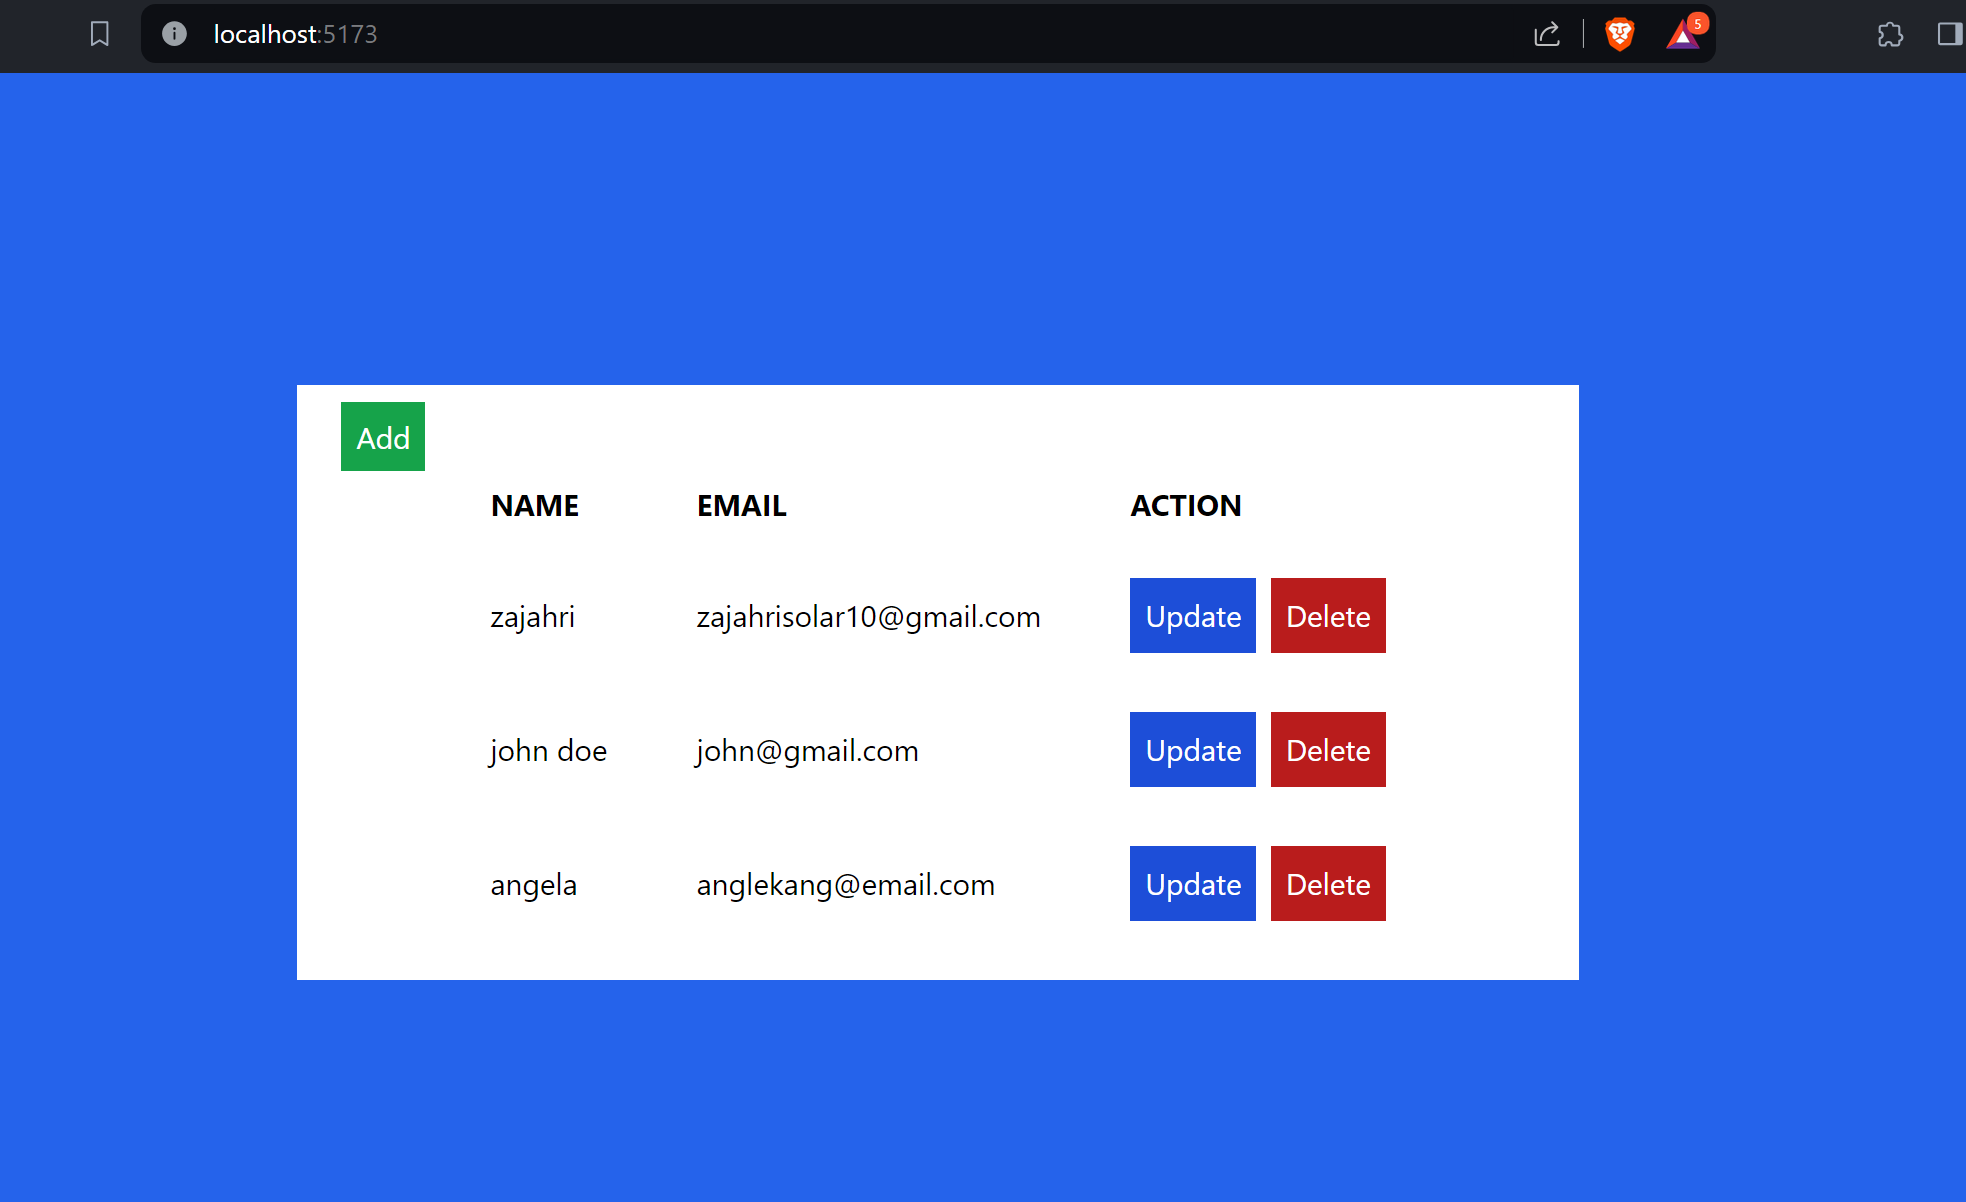 localhost:5173
5
Add
NAME EMAIL ACTION
zajahri zajahrisolar10@gmail.com Update Delete
john doe john@gmail.com Update Delete
angela anglekang@email.com Update Delete